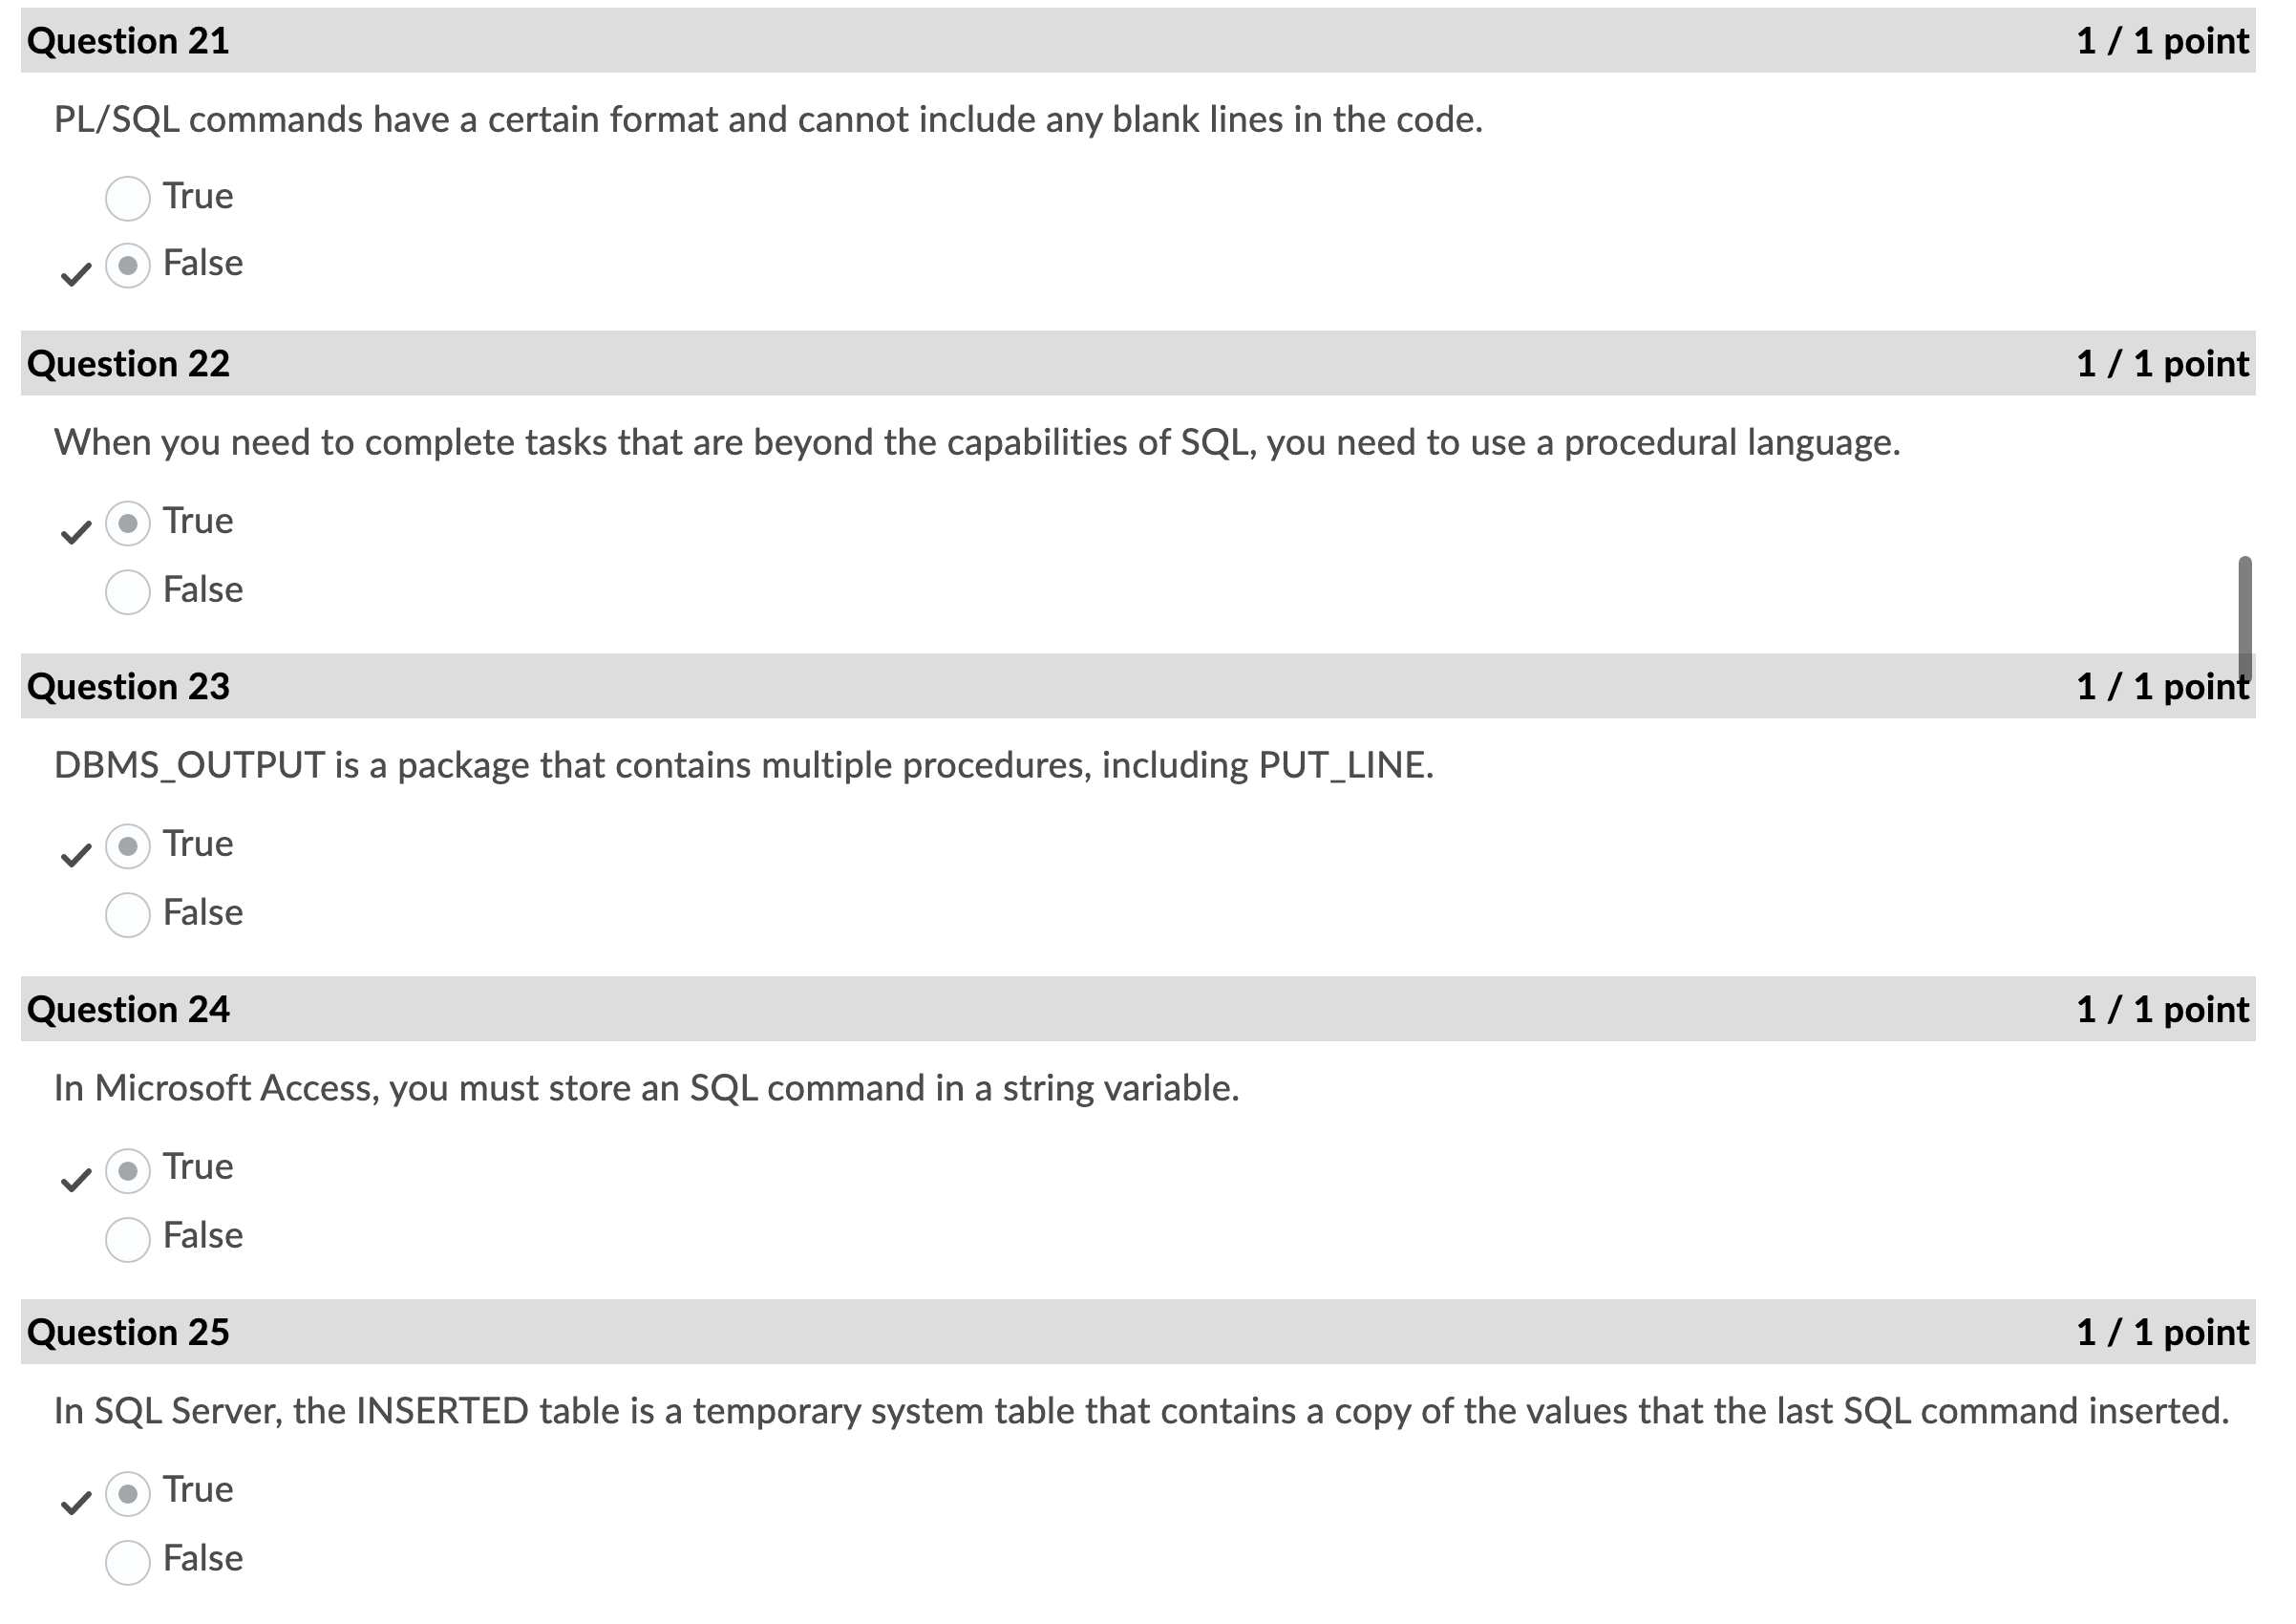 Question 21 1 / 1 point
PL/SQL commands have a certain format and cannot include any blank lines in the code.
True
False
Question 22 1 / 1 point
When you need to complete tasks that are beyond the capabilities of SQL, you need to use a procedural language.
True
False
Question 23 1 / 1 point
DBMS_OUTPUT is a package that contains multiple procedures, including PUT_LINE.
True
False
Question 24 1 / 1 point
In Microsoft Access, you must store an SQL command in a string variable.
True
False
Question 25 1 / 1 point
In SQL Server, the INSERTED table is a temporary system table that contains a copy of the values that the last SQL command inserted.
True
False